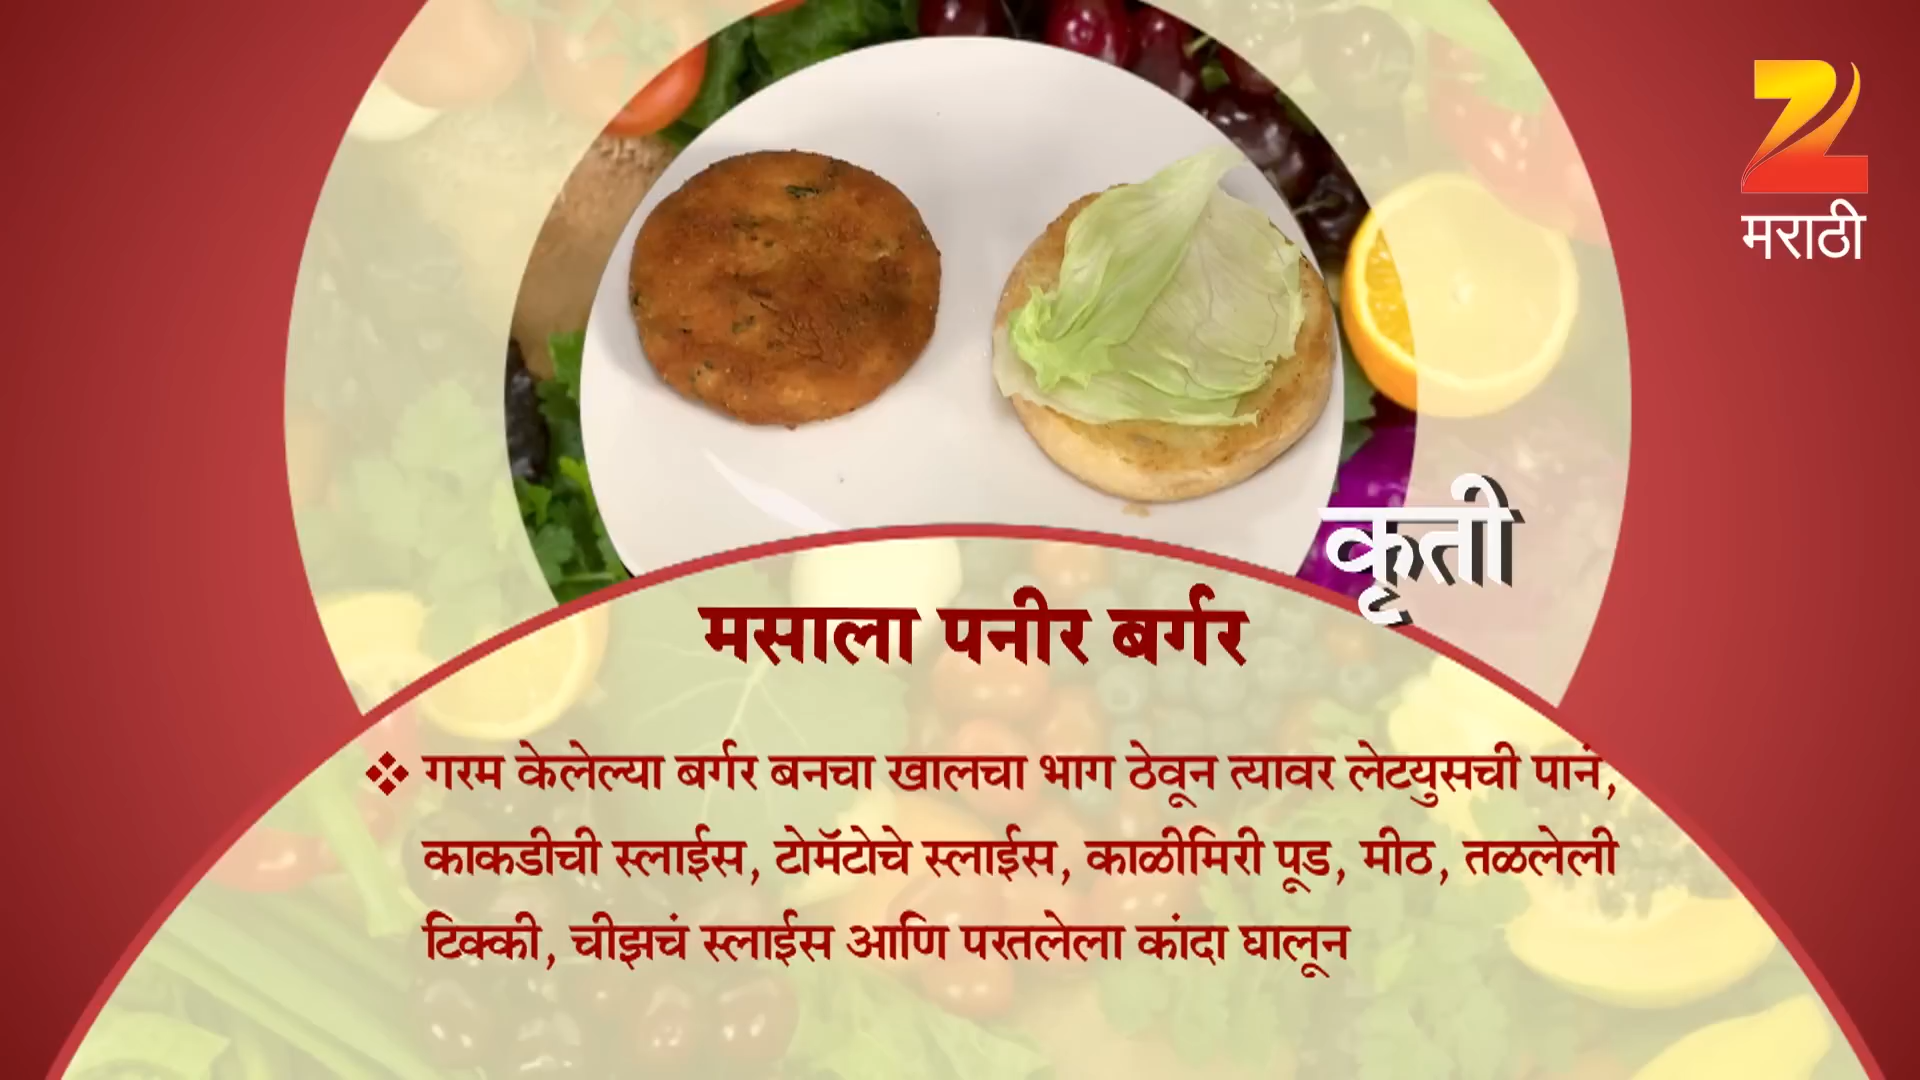 मराठी
कृती
मसाला पनीर बर्गर
❖ गरम केलेल्या बर्गर बनचा खालचा भाग ठेवून त्यावर लेटयुसची पानं,
काकडीची स्लाईस, टोमॅटोचे स्लाईस, काळीमिरी पूड, मीठ, तळलेली
टिक्की, चीझचं स्लाईस आणि परतलेला कांदा घालून